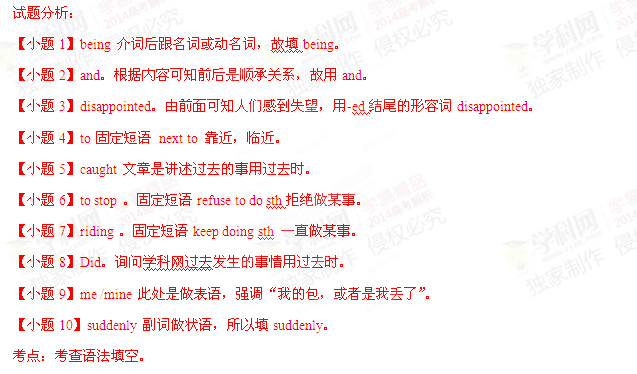 试题分析：
【小题 1】being 介词后跟名词或动名词，故填 being。
【小题 2】and。根据内容可知前后是顺承关系，故用 and。
【小题 3】disappointed。由前面可知人们感到失望，用-ed 结尾的形容词 disappointed。
【小题 4】to 固定短语 next to 靠近，临近。
【小题 5】caught 文章是讲述过去的事用过去时。
【小题 6】to stop 。固定短语 refuse to do sth 拒绝做某事。
【小题 7】riding 。固定短语 keep doing sth 一直做某事。
【小题 8】Did。询问学科网过去发生的事情用过去时。
【小题 9】me /mine 此处是做表语，强调“我的包，或者是我丢了”。
【小题 10】suddenly 副词做状语，所以填 suddenly。
考点：考查语法填空。